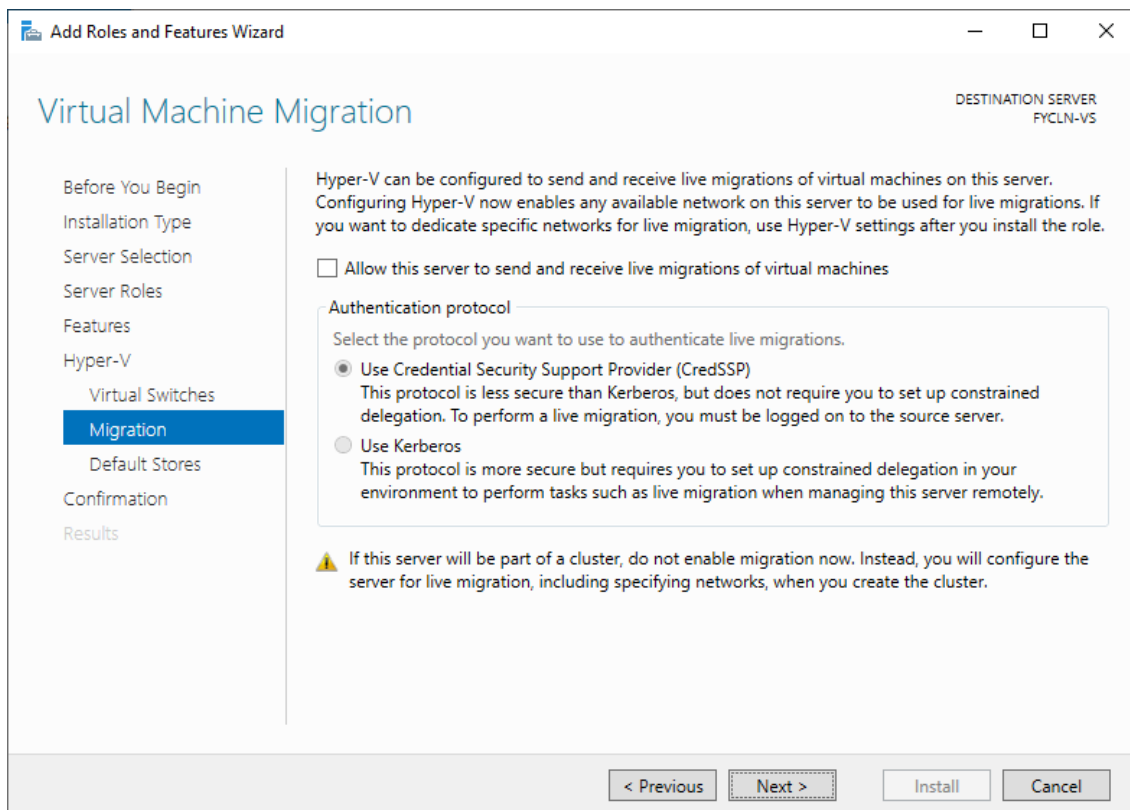 Add Roles and Features Wizard
Virtual Machine Migration
DESTINATION SERVER
FYCLN-VS
Before You Begin
Installation Type
Server Selection
Server Roles
Features
Hyper-V
Virtual Switches
Migration
Default Stores
Confirmation
Results
Hyper-V can be configured to send and receive live migrations of virtual machines on this server.
Configuring Hyper-V now enables any available network on this server to be used for live migrations. If
you want to dedicate specific networks for live migration, use Hyper-V settings after you install the role.
Allow this server to send and receive live migrations of virtual machines
Authentication protocol
Select the protocol you want to use to authenticate live migrations.
Use Credential Security Support Provider (CredSSP)
This protocol is less secure than Kerberos, but does not require you to set up constrained
delegation. To perform a live migration, you must be logged on to the source server.
Use Kerberos
This protocol is more secure but requires you to set up constrained delegation in your
environment to perform tasks such as live migration when managing this server remotely.
If this server will be part of a cluster, do not enable migration now. Instead, you will configure the
server for live migration, including specifying networks, when you create the cluster.
< Previous
Next >
Install
Cancel